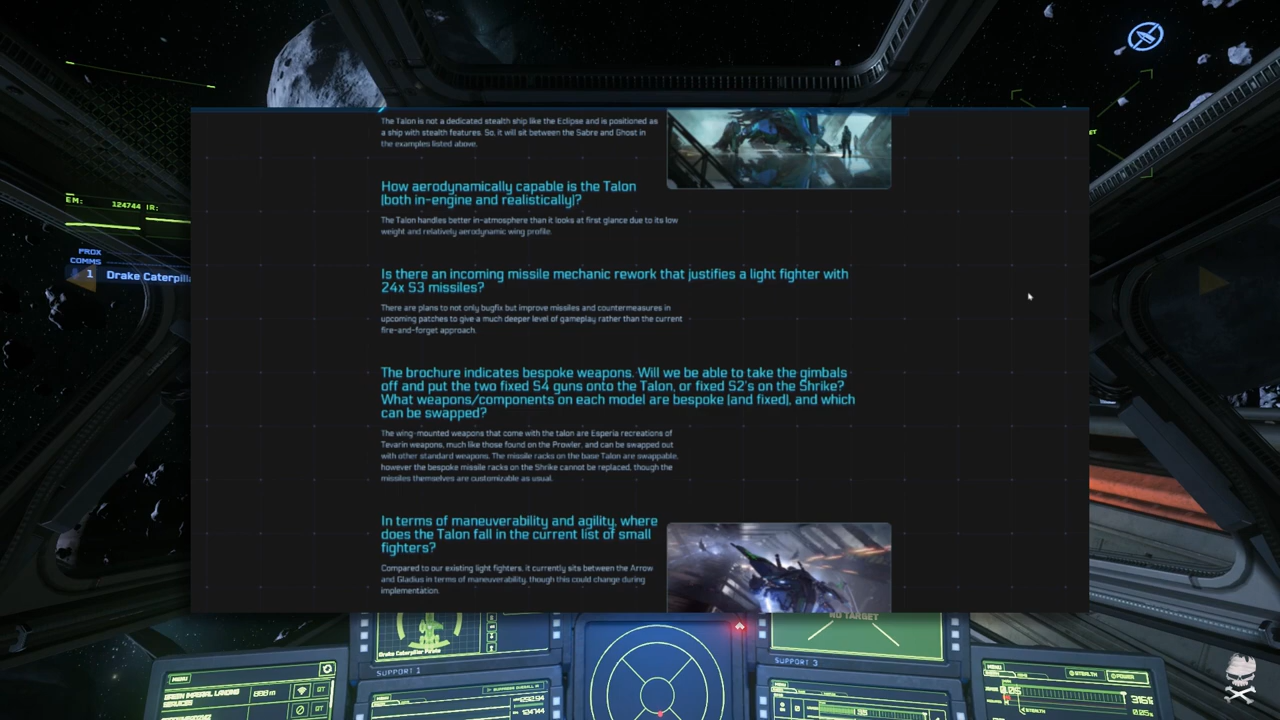 The Talon is not a dedicated stealth ship like the Eclipse and is positioned as
a ship with stealth features. So, it will sit between the Sabre and Ghost in
the examples listed above.
How aerodynamically capable is the Talon
(both in-engine and realistically)?
The Talon handles better in-atmosphere than it looks at first glance due to its low
weight and relatively aerodynamic wing profile.
EM: 124744 IR:
PROX
COMMS
1 Drake Caterpill
Is there an incoming missile mechanic rework that justifies a light fighter with
24x S3 missiles?
There are plans to not only bugfix but improve missiles and countermeasures in
upcoming patches to give a much deeper level of gameplay rather than the current
fire-and-forget approach.
The brochure indicates bespoke weapons. Will we be able to take the gimbals
off and put the two fixed S4 guns onto the Talon, or fixed S2's on the Shrike?
What weapons/components on each model are bespoke (and fixed), and which
can be swapped?
The wing-mounted weapons that come with the talon are Esperia recreations of
Tevarin weapons, much like those found on the Prowler, and can be swapped out
with other standard weapons. The missile racks on the base Talon are swappable,
however the bespoke missile racks on the Shrike cannot be replaced, though the
missiles themselves are customizable as usual.
In terms of maneuverability and agility, where
does the Talon fall in the current list of small
fighters?
Compared to our existing light fighters, it currently sits between the Arrow
and Gladius in terms of maneuverability, though this could change during
implementation.
NO TARGET
Drake Caterpillar Pirate
SUPPORT 1
SUPPORT 3
MENU
MENU
STEALTH
POWER
124744
STEALTH